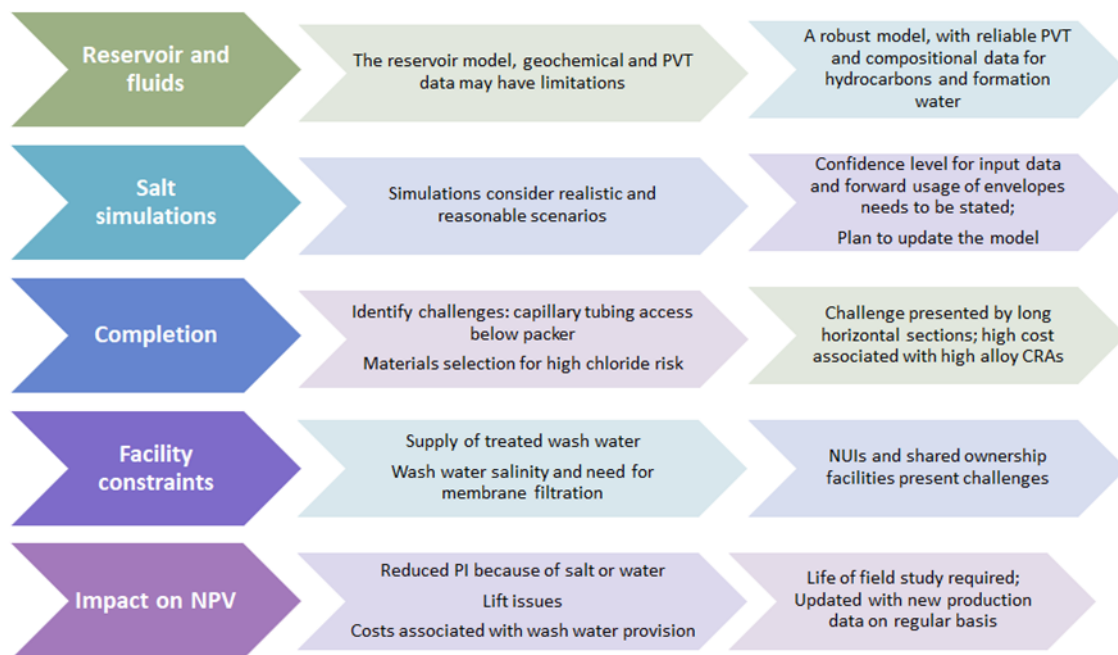 Reservoir and
fluids
The reservoir model, geochemical and PVT
data may have limitations
A robust model, with reliable PVT
and compositional data for
hydrocarbons and formation
water
Salt
simulations
Simulations consider realistic and
reasonable scenarios
Confidence level for input data
and forward usage of envelopes
needs to be stated;
Plan to update the model
Completion
Identify challenges: capillary tubing access
below packer
Materials selection for high chloride risk
Challenge presented by long
horizontal sections; high cost
associated with high alloy CRAs
Facility
constraints
Supply of treated wash water
Wash water salinity and need for
membrane filtration
NUIs and shared ownership
facilities present challenges
Impact on NPV
Reduced PI because of salt or water
Lift issues
Costs associated with wash water provision
Life of field study required;
Updated with new production
data on regular basis